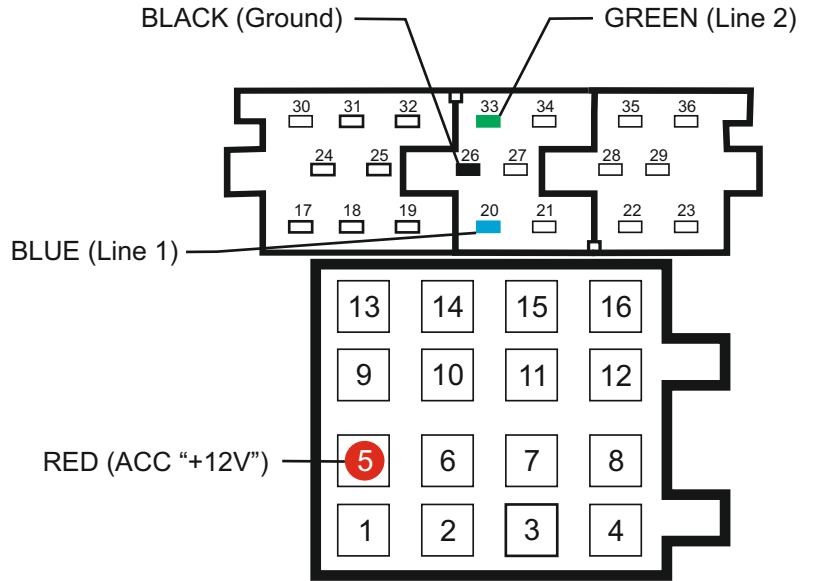 BLACK (Ground)
GREEN (Line 2)
30 31 32 33 34 35 36
24 25 26 27 28 29
17 18 19 20 21 22 23
BLUE (Line 1)
13 14 15 16
9 10 11 12
RED (ACC “+12V”)
5 6 7 8
1 2 3 4